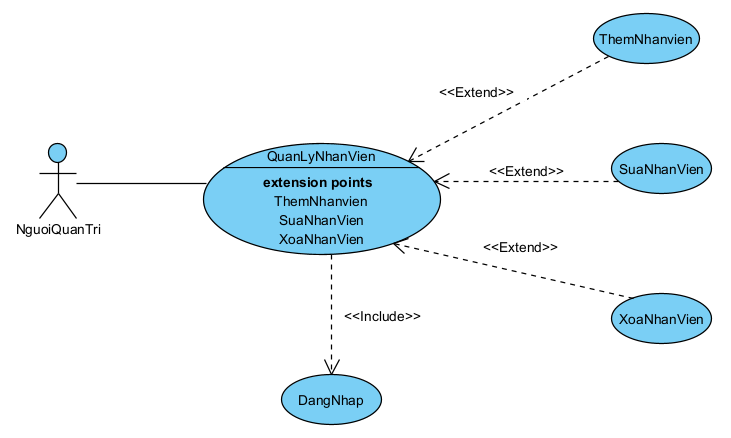 ThemNhanvien
<<Extend>>
QuanLyNhanVien
extension points
ThemNhanvien
SuaNhanVien
XoaNhanVien
<<Extend>>
SuaNhanVien
NguoiQuanTri
<<Extend>>
XoaNhanVien
<<Include>>
DangNhap